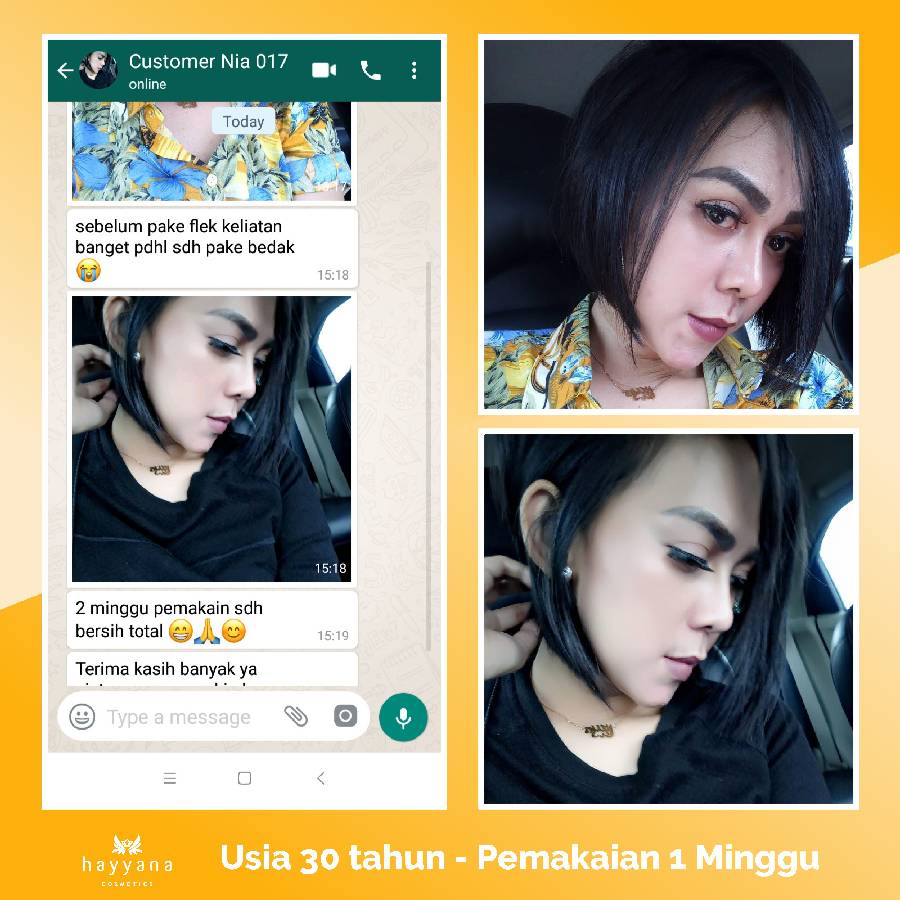 Customer Nia 017
online
Today
sebelum pake flek keliatan
banget pdhl sdh pake bedak
15:18
15:18
2 minggu pemakain sdh
bersih total
15:19
Terima kasih banyak ya
Type a message
hayyana
COSMETICS
Usia 30 tahun - Pemakaian 1 Minggu